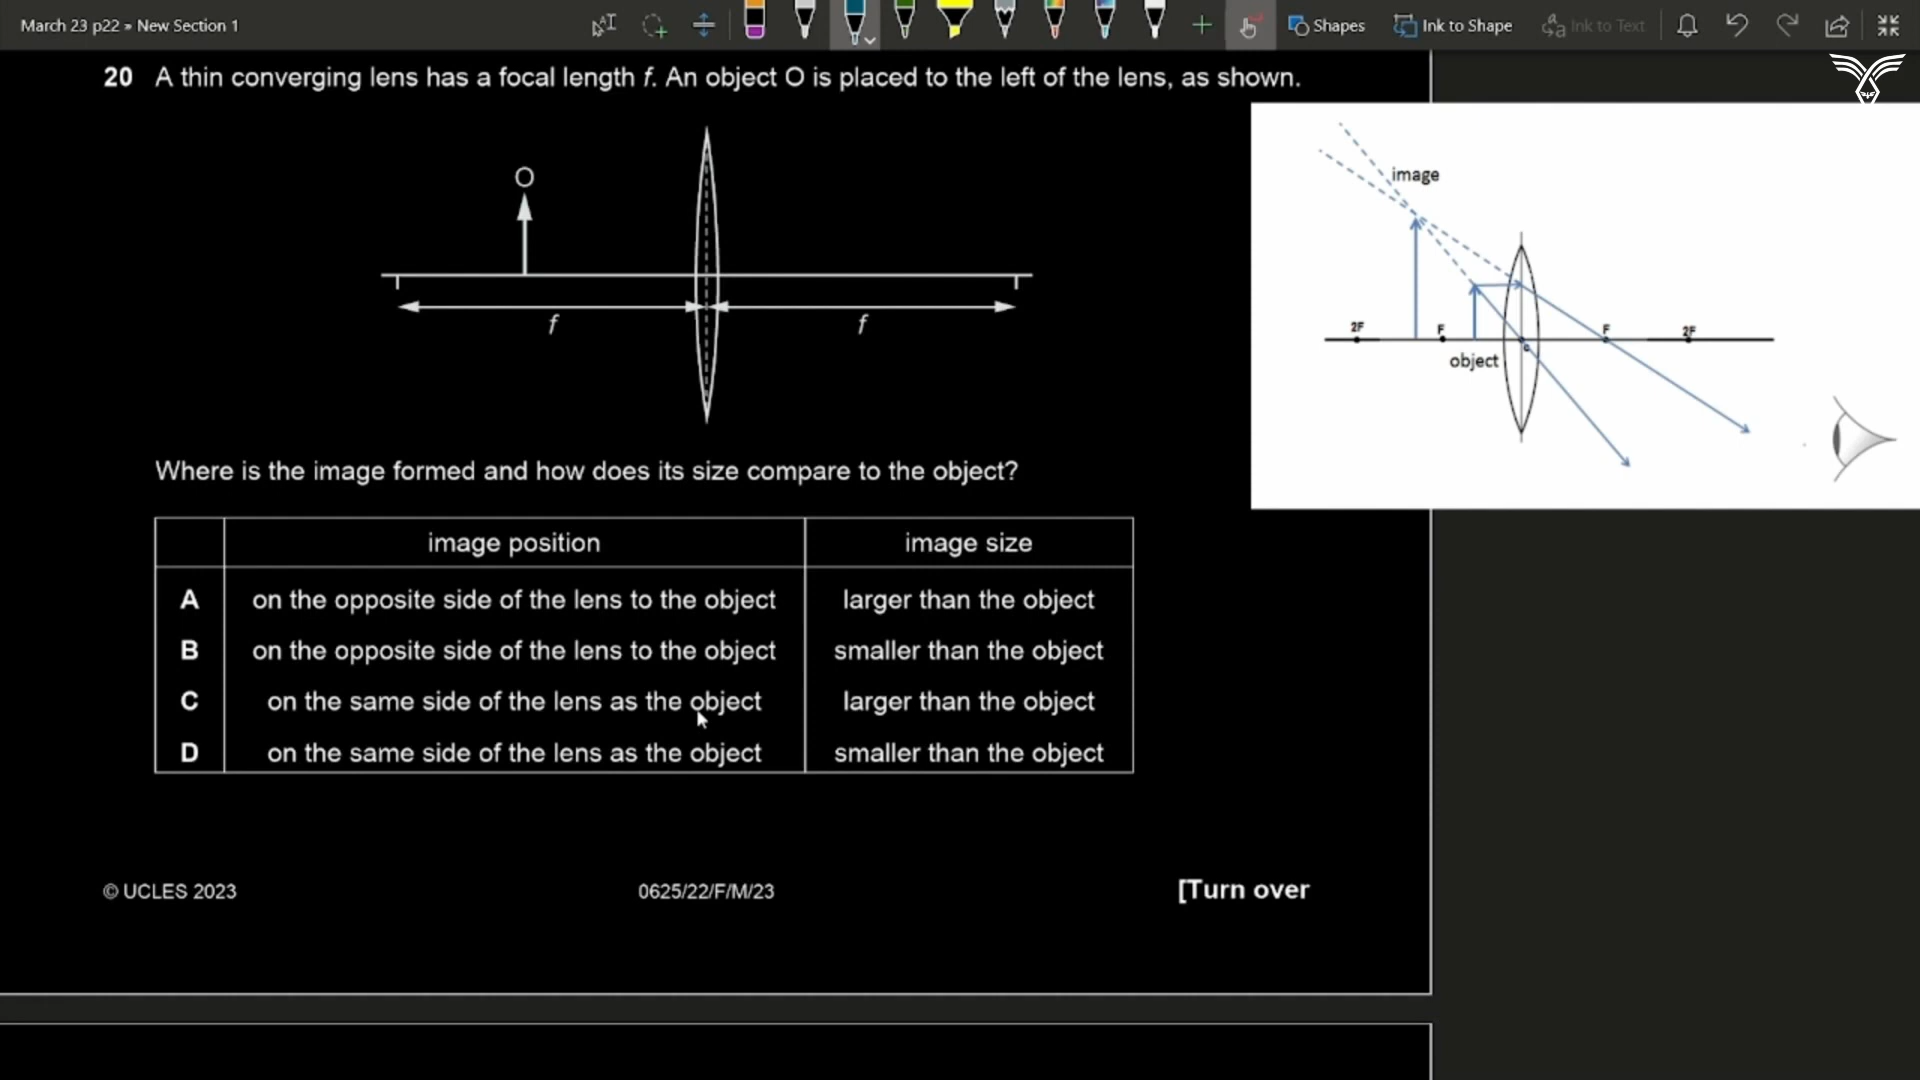 March 23 p22 » New Section 1
Shapes
Ink to Shape
Ink to Text
20 A thin converging lens has a focal length f. An object O is placed to the left of the lens, as shown.
O
f
f
image
2F
F
F
2F
object
Where is the image formed and how does its size compare to the object?
image position image size
A on the opposite side of the lens to the object larger than the object
B on the opposite side of the lens to the object smaller than the object
C on the same side of the lens as the object larger than the object
D on the same side of the lens as the object smaller than the object
© UCLES 2023
0625/22/F/M/23
[Turn over